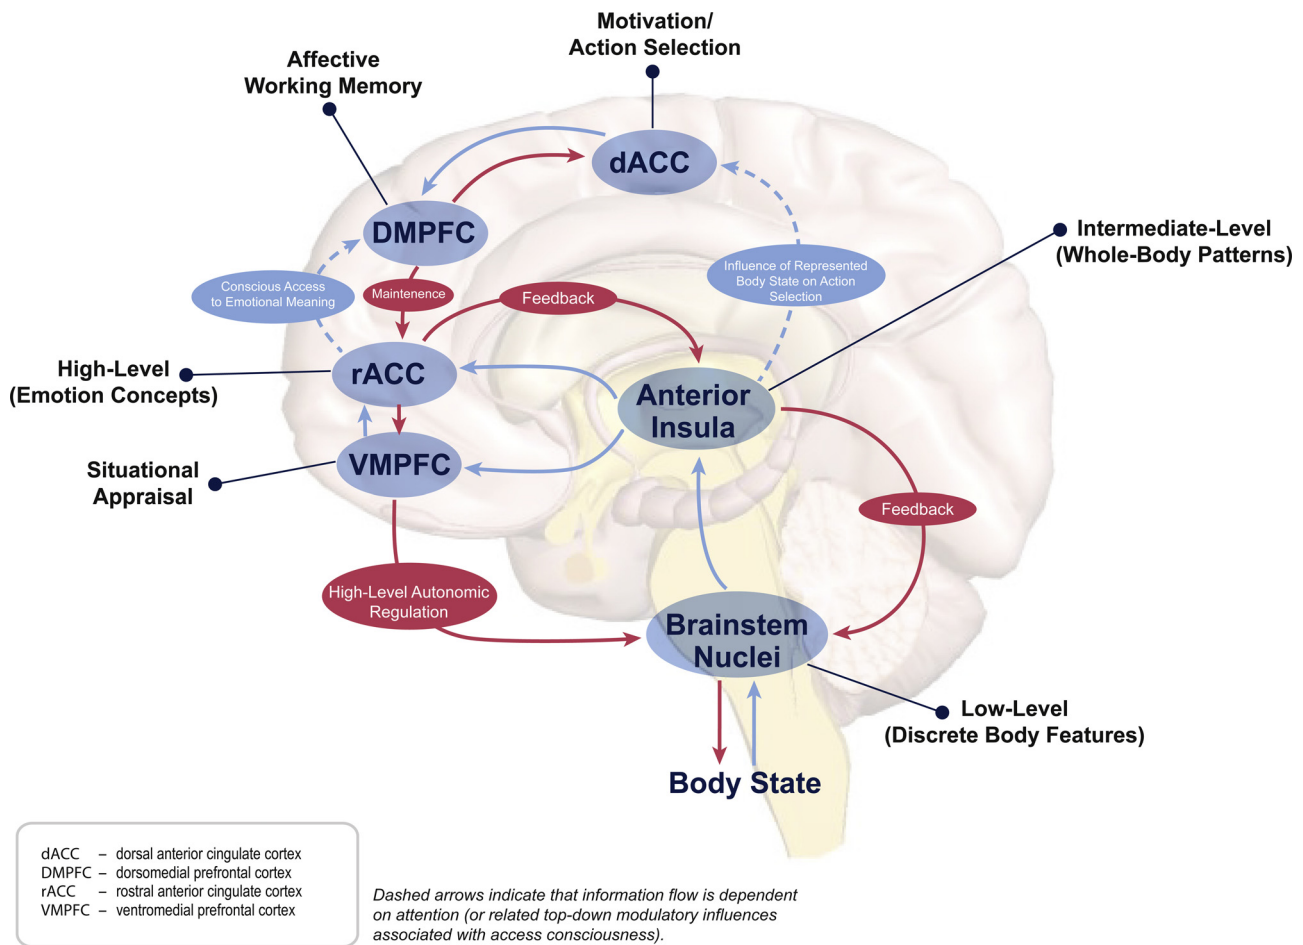 Motivation/
Action Selection
Affective
Working Memory
dACC
DMPFC
Intermediate-Level
(Whole-Body Patterns)
Influence of Represented
Body State on Action
Selection
Conscious Access
to Emotional Meaning
Maintenence
Feedback
High-Level
(Emotion Concepts)
rACC
Anterior
Insula
VMPFC
Situational
Appraisal
Feedback
High-Level Autonomic
Regulation
Brainstem
Nuclei
Low-Level
(Discrete Body Features)
Body State
dACC – dorsal anterior cingulate cortex
DMPFC – dorsomedial prefrontal cortex
rACC – rostral anterior cingulate cortex
VMPFC – ventromedial prefrontal cortex
Dashed arrows indicate that information flow is dependent
on attention (or related top-down modulatory influences
associated with access consciousness).